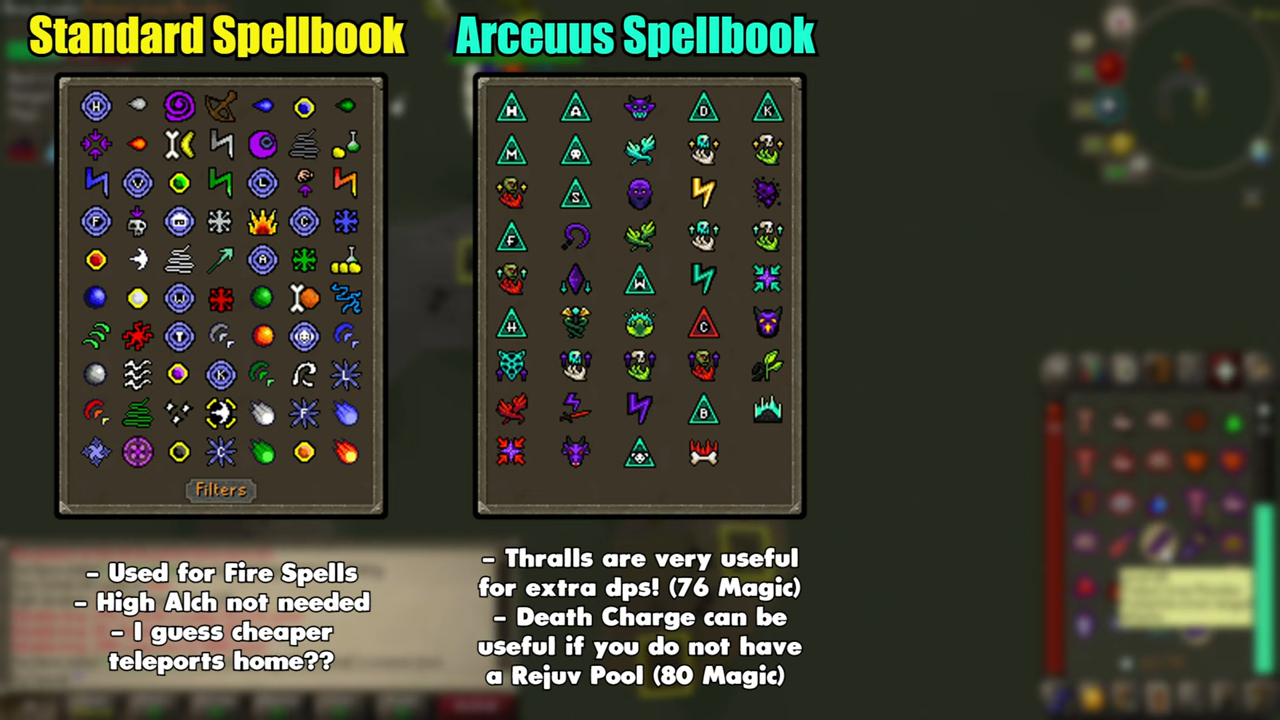 Standard Spellbook
Arceuus Spellbook
Filters
- Used for Fire Spells
- High Alch not needed
- I guess cheaper
teleports home??
- Thralls are very useful
for extra dps! (76 Magic)
- Death Charge can be
useful if you do not have
a Rejuv Pool (80 Magic)